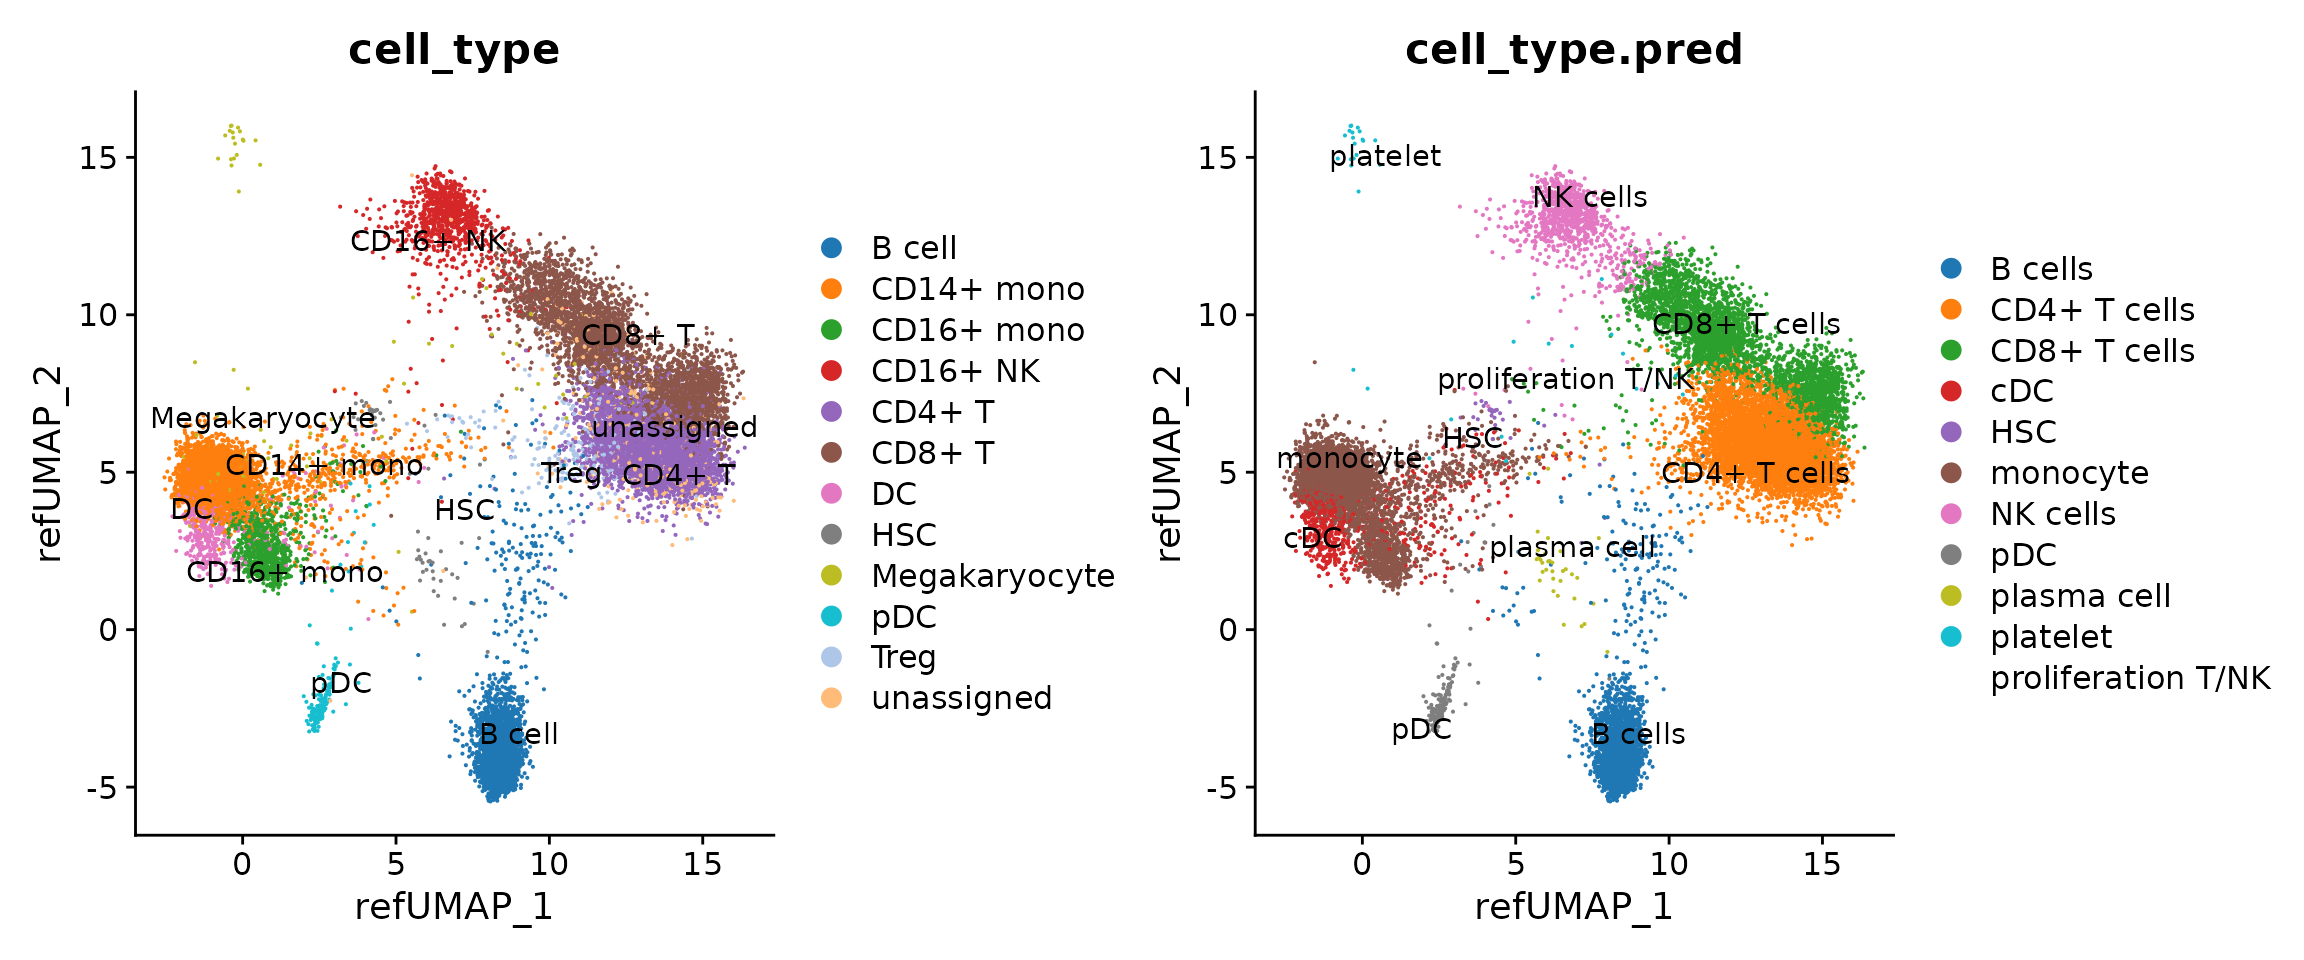 cell_type
refUMAP_2
15
10
5
0
-5
0
5
10
15
refUMAP_1
CD16+ NK
CD8+ T
Megakaryocyte
unassigned
CD14+ mono
Treg
CD4+ T
DC
HSC
CD16+ mono
pDC
B cell
B cell
CD14+ mono
CD16+ mono
CD16+ NK
CD4+ T
CD8+ T
DC
HSC
Megakaryocyte
pDC
Treg
unassigned
cell_type.pred
refUMAP_2
15
10
5
0
-5
0
5
10
15
refUMAP_1
platelet
NK cells
CD8+ T cells
proliferation T/NK
HSC
monocyte
CD4+ T cells
cDC
plasma cell
pDC
B cells
B cells
CD4+ T cells
CD8+ T cells
cDC
HSC
monocyte
NK cells
pDC
plasma cell
platelet
proliferation T/NK